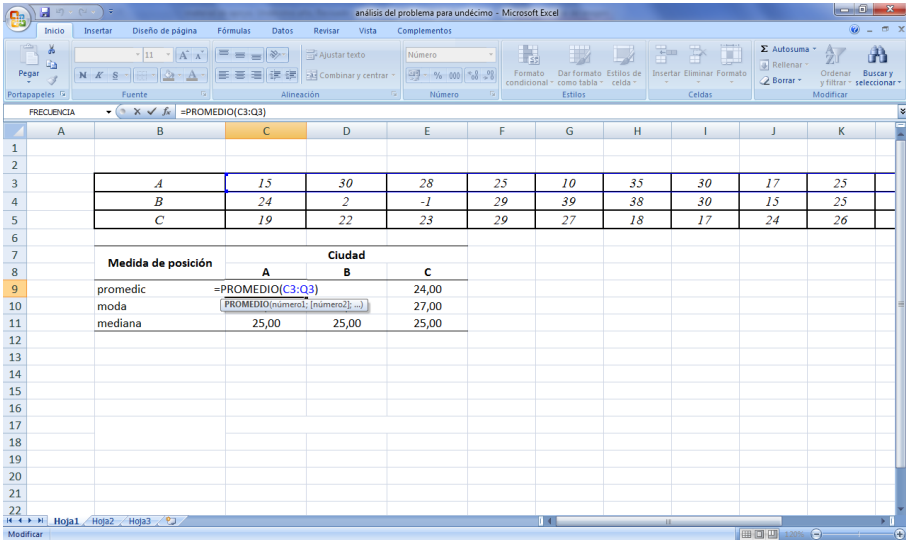 análisis del problema para undécimo - Microsoft Excel
Inicio Insertar Diseño de página Fórmulas Datos Revisar Vista Complementos
Pegar
N K S
11
A A
Ajustar texto
Combinar y centrar
Número
% 000
Formato condicional
Dar formato como tabla
Estilos de celda
Insertar Eliminar Formato
Σ Autosuma
Rellenar
Borrar
Ordenar y filtrar
Buscar y seleccionar
Portapapeles Fuente Alineación Número Estilos Celdas Modificar
FRECUENCIA fx =PROMEDIO(C3:Q3)
A B C D E F G H I J K
1
2
3 A 15 30 28 25 10 35 30 17 25
4 B 24 2 -1 29 39 38 30 15 25
5 C 19 22 23 29 27 18 17 24 26
6
7 Medida de posición Ciudad
8 A B C
9 promedic =PROMEDIO(C3:Q3) 24,00
10 moda PROMEDIO(número1; [número2]; ...) 27,00
11 mediana 25,00 25,00 25,00
12
13
14
15
16
17
18
19
20
21
22
Hoja1 Hoja2 Hoja3
Modificar 120%